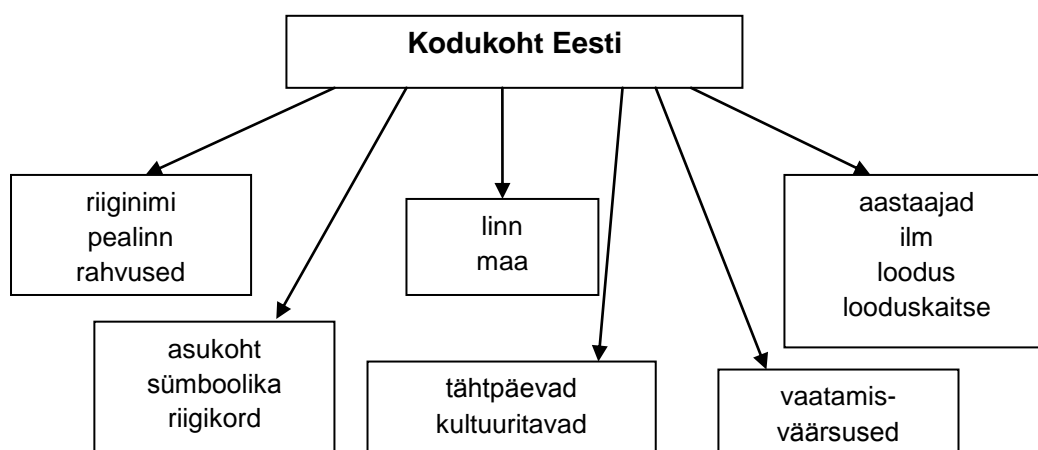 Kodukoht Eesti
riiginimi
pealinn
rahvused
linn
maa
aastaajad
ilm
loodus
looduskaitse
asukoht
sümboolika
riigikord
tähtpäevad
kultuuritavad
vaatamis-
väärsused